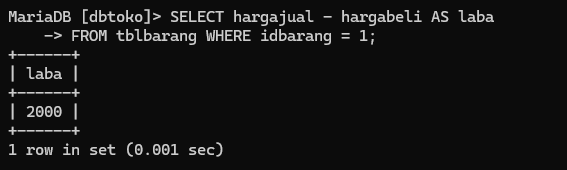 MariaDB [dbtoko]> SELECT hargajual - hargabeli AS laba
    -> FROM tblbarang WHERE idbarang = 1;
+------+
| laba |
+------+
| 2000 |
+------+
1 row in set (0.001 sec)